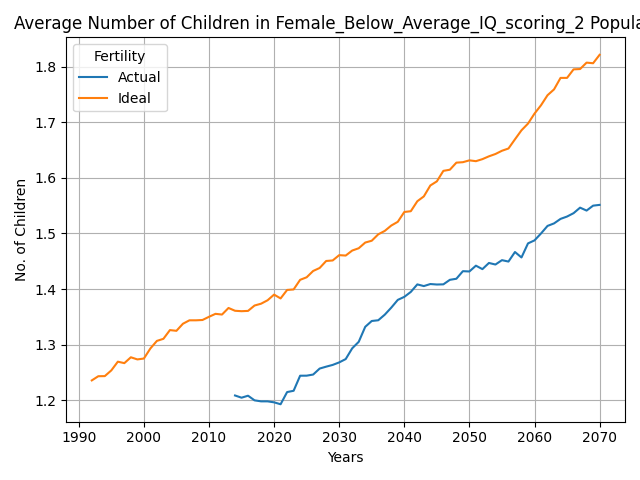 Average Number of Children in Female_Below_Average_IQ_scoring_2 Popula
Fertility
Actual
Ideal
No. of Children
1.8
1.7
1.6
1.5
1.4
1.3
1.2
1990 2000 2010 2020 2030 2040 2050 2060 2070
Years